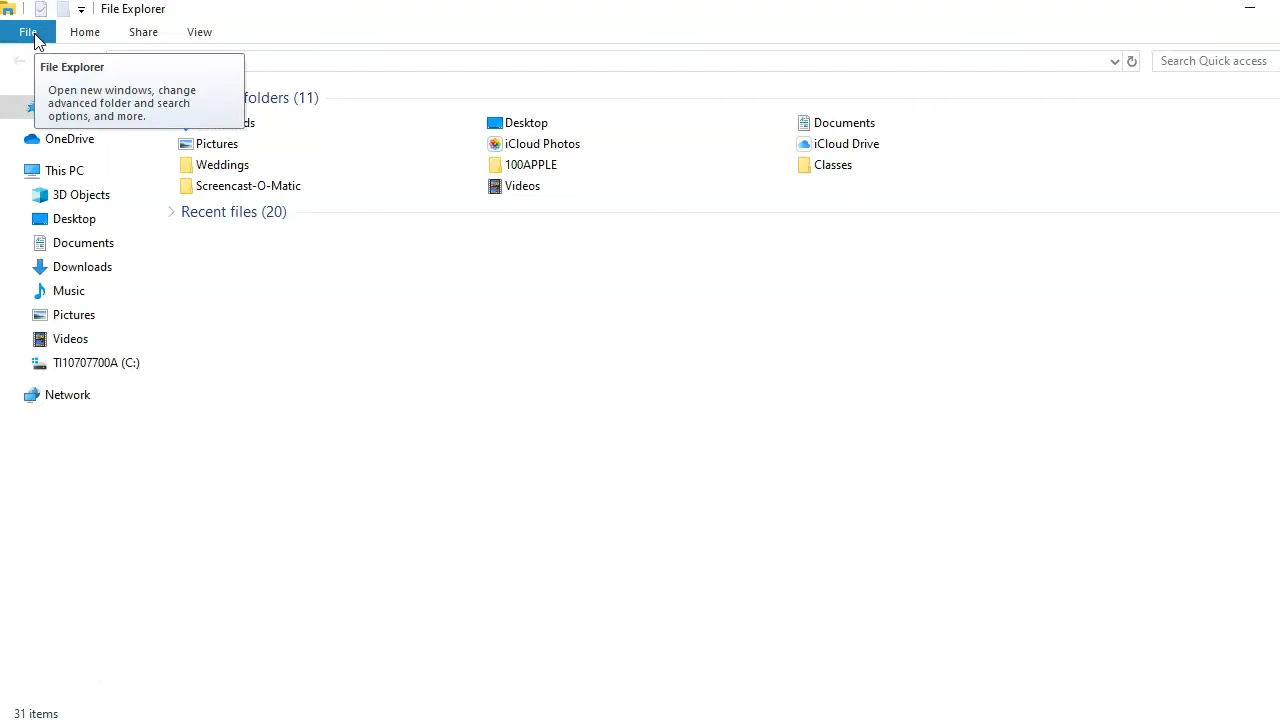 File Explorer
File Home Share View
Search Quick access
File Explorer
Open new windows, change
advanced folder and search
options, and more.
folders (11)
Desktop
Documents
Pictures
iCloud Photos
iCloud Drive
Weddings
100APPLE
Classes
Screencast-O-Matic
Videos
Recent files (20)
OneDrive
This PC
3D Objects
Desktop
Documents
Downloads
Music
Pictures
Videos
TI10707700A (C:)
Network
31 items